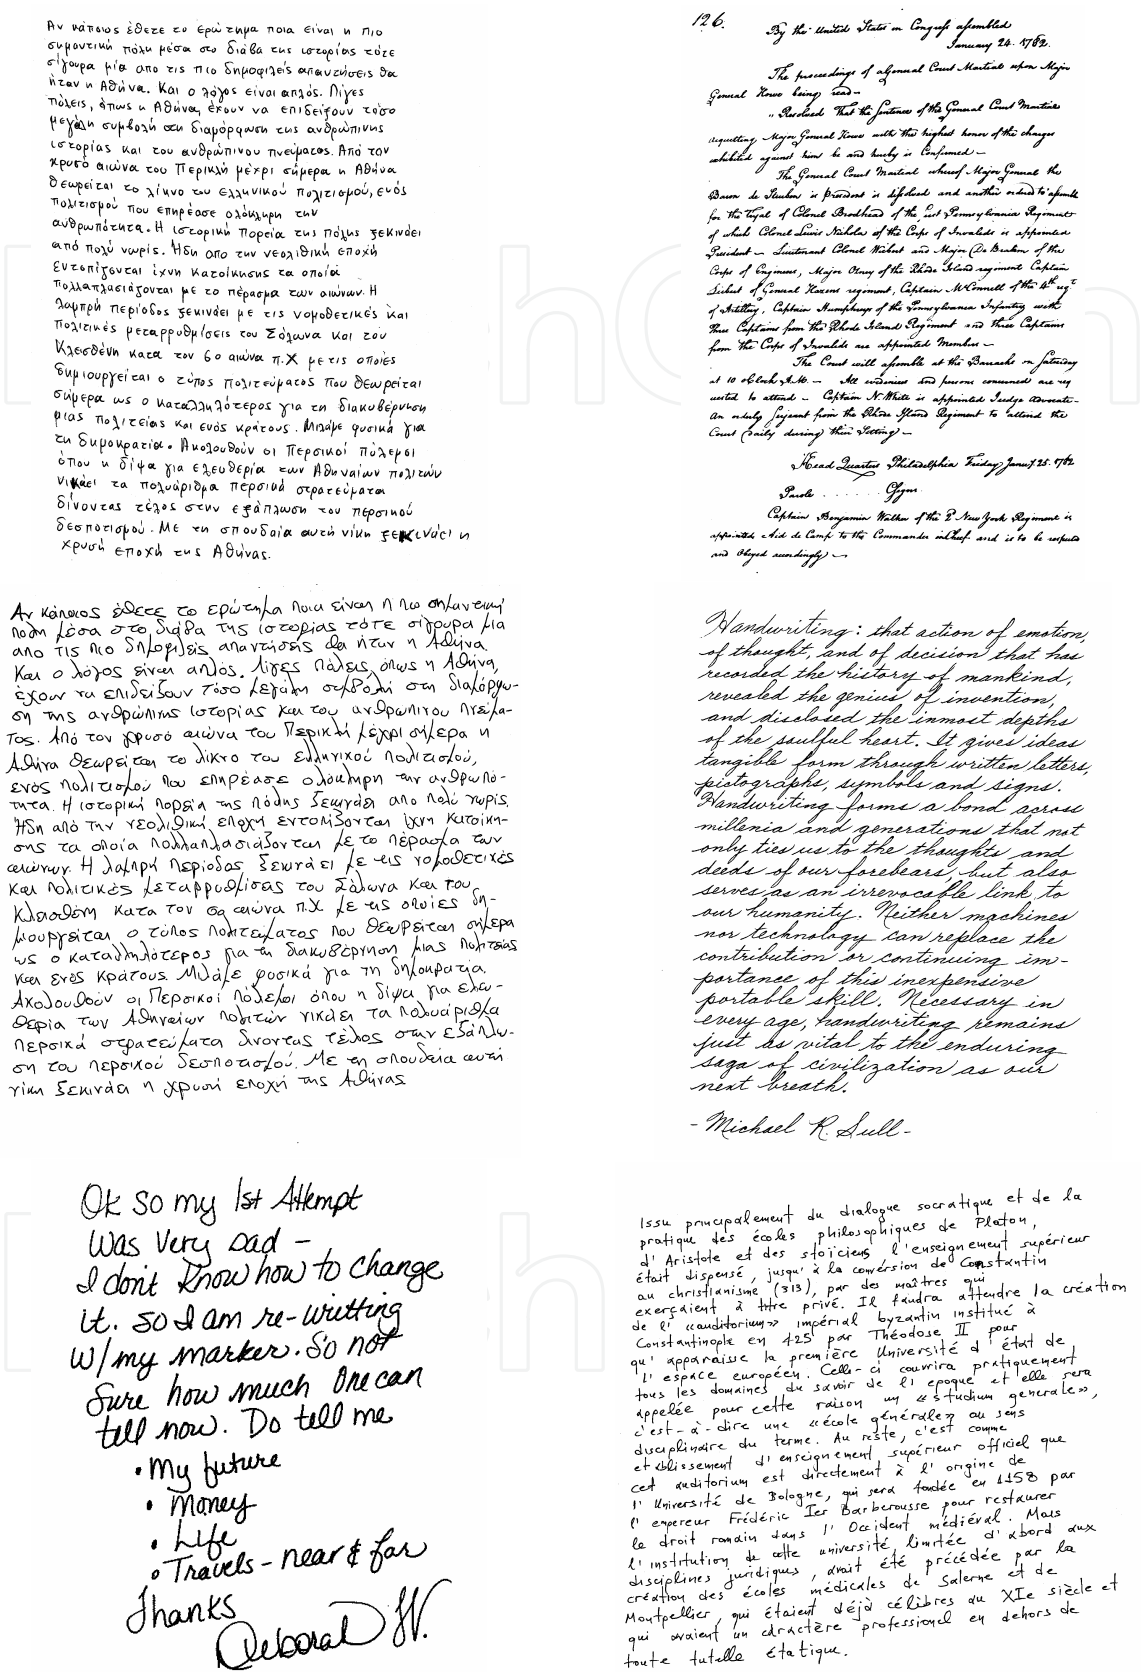 Αν κάποιος έθετε το ερώτημα ποια είναι η πιο
σημαντική πόλη μέσα στο διάβα της ιστορίας τότε
σίγουρα μία απο τις πιο δημοφιλείς απαντήσεις θα
ήταν η Αθήνα. Και ο λόγος είναι απλός. Λίγες
πόλεις, όπως η Αθήνα, έχουν να επιδείξουν τόσο
μεγάλη συμβολή στη διαμόρφωση της ανθρώπινης
ιστορίας και του ανθρώπινου πνεύματος. Από τον
χρυσό αιώνα του Περικλή μέχρι σήμερα η Αθήνα
θεωρείται το λίκνο του ελληνικού πολιτισμού, ενός
πολιτισμού που επηρέασε ολόκληρη την
ανθρωπότητα. Η ιστορική πορεία της πόλης ξεκινάει
από πολύ νωρίς. Ήδη απο την νεολιθική εποχή
εντοπίζονται ίχνη κατοίκησης τα οποία
πολλαπλασιάζονται με το πέρασμα των αιώνων. Η
λαμπρή περίοδος ξεκινάει με τις νομοθετικές και
πολιτικές μεταρρυθμίσεις του Σόλωνα και του
Κλεισθένη κατα τον 6ο αιώνα π.Χ με τις οποίες
δημιουργείται ο τύπος πολιτεύματος που θεωρείται
σήμερα ως ο καταλληλότερος για τη διακυβέρνηση
μιας πολιτείας και ενός κράτους. Μιλάμε φυσικά για
τη δημοκρατία. Ακολουθούν οι Περσικοί πόλεμοι
όπου η δίψα για ελευθερία των Αθηναίων πολιτών
νικάει τα πολυάριθμα περσικά στρατεύματα
δίνοντας τέλος στην εξάπλωση του περσικού
δεσποτισμού. Με τη σπουδαία αυτή νίκη ξεκινάει η
χρυσή εποχή της Αθήνας.
126.
By the United States in Congress assembled
January 24. 1782.
The proceedings of a General Court Martial upon Major
General Howe being read—
"Resolved That the Sentence of the General Court Martial
acquitting Major General Howe with the highest honor of the charges
exhibited against him be and hereby is Confirmed—
The General Court Martial whereof Major General the
Baron de Steuben is President is dissolved and another ordered to assemble
for the Tryal of Colonel Brodhead of the first Pennsylvania Regiment
of which Colonel Lewis Nichola of the Corps of Invalids is appointed
President — Lieutenant Colonel and Major of the
Corps of Engineers, Major Olney of the Rhode Island regiment Captain
of General Hazens regiment, Captain McConnell of the 4th regt
of Artillery, Captain Humphreys of the Pennsylvania Infantry with
three Captains from the Rhode Island Regiment and three Captains
from the Corps of Invalids are appointed Members—
The Court will assemble at the Barracks on Saturday
at 10 oClock A.M. — All evidences and persons concerned are req
uested to attend — Captain N. White is appointed Judge Advocate—
An orderly Serjeant from the Rhode Island Regiment to attend the
Court Daily during their Setting—
Head Quarters Philadelphia Friday Jany 25. 1782
Parole . . . . . .
Captain Benjamin Walker of the 2 New York Regiment is
appointed Aid de Camp to the Commander in Chief and is to be respected
and Obeyed accordingly—
Αν κάποιος έθετε το ερώτημα ποια είναι η πιο σημαντική
πόλη μέσα στο διάβα της ιστορίας τότε σίγουρα μια
απο τις πιο δημοφιλείς απαντήσεις θα ήταν η Αθήνα.
Και ο λόγος είναι απλός. Λίγες πόλεις, όπως η Αθήνα,
έχουν να επιδείξουν τόσο μεγάλη συμβολή στη διαμόρφω-
ση της ανθρώπινης ιστορίας και του ανθρωπινου πνεύμα-
τος. Από τον χρυσό αιώνα του Περικλή μέχρι σήμερα η
Αθήνα θεωρείται το λίκνο του ελληνικού πολιτισμού,
ενός πολιτισμού που επηρέασε ολόκληρη την ανθρωπό-
τητα. Η ιστορική πορεία της πόλης ξεκινάει απο πολύ νωρίς.
Ήδη από την νεολιθική εποχή εντοπίζονται ίχνη κατοίκη-
σης τα οποία πολλαπλασιάζονται με το πέρασμα των
αιώνων. Η λαμπρή περίοδος ξεκινάει με τις νομοθετικές
και πολιτικές μεταρρυθμίσεις του Σόλωνα και του
Κλεισθένη κατα τον 6ο αιώνα π.Χ με τις οποίες δη-
μιουργείται ο τύπος πολιτεύματος που θεωρείται σήμερα
ως ο καταλληλότερος για τη διακυβέρνηση μιας πολιτείας
και ενός κράτους. Μιλάμε φυσικά για τη δημοκρατία.
Ακολουθούν οι Περσικοί πόλεμοι όπου η δίψα για ελευ-
θερία των Αθηναίων πολιτών νικάει τα πολυάριθμα
περσικά στρατεύματα δινοντας τέλος στην εξάπλω-
ση του περσικού δεσποτισμού. Με τη σπουδαία αυτή
νίκη ξεκινάει η χρυσή εποχή της Αθήνας
Handwriting: that action of emotion,
of thought, and of decision that has
recorded the history of mankind,
revealed the genius of invention,
and disclosed the inmost depths
of the soulful heart. It gives ideas
tangible form through written letters,
pictographs, symbols and signs.
Handwriting forms a bond across
millenia and generations that not
only ties us to the thoughts and
deeds of our forebears, but also
serves as an irrevocable link to
our humanity. Neither machines
nor technology can replace the
contribution or continuing im-
portance of this inexpensive
portable skill. Necessary in
every age, handwriting remains
just as vital to the enduring
saga of civilization as our
next breath.
- Michael R. Sull -
Ok so my 1st Attempt
Was Very Sad —
I dont Know how to change
it. so I am re-writting
w/ my marker. So not
Sure how much One can
tell now. Do tell me
• My future
• Money
• Life
• Travels - near & far
Thanks
Deborah W.
Issu principalement du dialogue socratique et de la
pratique des écoles philosophiques de Platon,
d'Aristote et des stoïciens l'enseignement supérieur
était dispensé, jusqu'à la conversion de Constantin
au christianisme (313), par des maîtres qui
exerçaient à titre privé. Il faudra attendre la création
de l'«auditorium» impérial byzantin institué à
Constantinople en 425 par Théodose II pour
qu'apparaisse la première Université d'état de
l'espace européen. Celle-ci couvrira pratiquement
tous les domaines du savoir de l'epoque et elle sera
appelée pour cette raison un «studium generale»,
c'est-à-dire une «école générale» au sens
disciplinaire du terme. Au reste, c'est comme
etablissement d'enseignement supérieur officiel que
cet auditorium est directement à l'origine de
l'Université de Bologne, qui sera fondée en 1158 par
l'empereur Frédéric Ier Barberousse pour restaurer
le droit romain dans l'Occident médiéval. Mais
l'institution de cette université, limitée d'abord aux
disciplines juridiques, avait été précédée par la
création des écoles médicales de Salerne et de
Montpellier, qui étaient déjà célèbres au XIe siècle et
qui avaient un caractère professionel en dehors de
toute tutelle étatique.